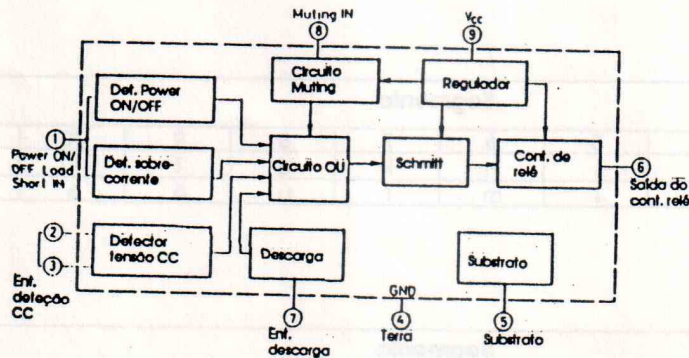 Muting IN
8
Vcc
9
Det. Power
ON/OFF
Circuito
Muting
Regulador
1
Power ON/
OFF Load
Short IN
Det. sobre-
corrente
Circuito OU
Schmitt
Cont. de
relé
6
Saída do
cont. relé
2
3
Ent.
deteção
CC
Detector
tensão CC
Descarga
Substrato
GND
7
Ent.
descarga
4
Terra
5
Substrato